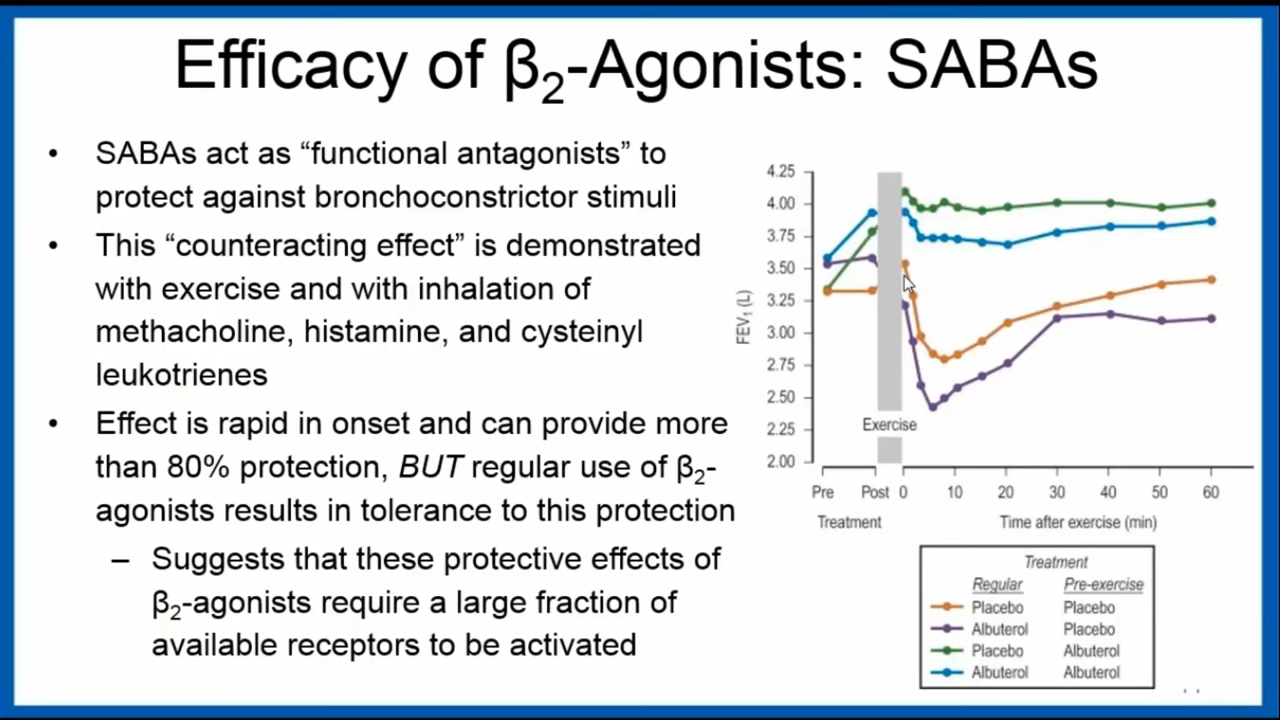 Efficacy of β2-Agonists: SABAs
• SABAs act as “functional antagonists” to
protect against bronchoconstrictor stimuli
• This “counteracting effect” is demonstrated
with exercise and with inhalation of
methacholine, histamine, and cysteinyl
leukotrienes
• Effect is rapid in onset and can provide more
than 80% protection, BUT regular use of β2-
agonists results in tolerance to this protection
– Suggests that these protective effects of
β2-agonists require a large fraction of
available receptors to be activated
FEV1 (L)
4.25
4.00
3.75
3.50
3.25
3.00
2.75
2.50
2.25
2.00
Exercise
Pre Post 0 10 20 30 40 50 60
Treatment Time after exercise (min)
Treatment
Regular Pre-exercise
Placebo Placebo
Albuterol Placebo
Placebo Albuterol
Albuterol Albuterol